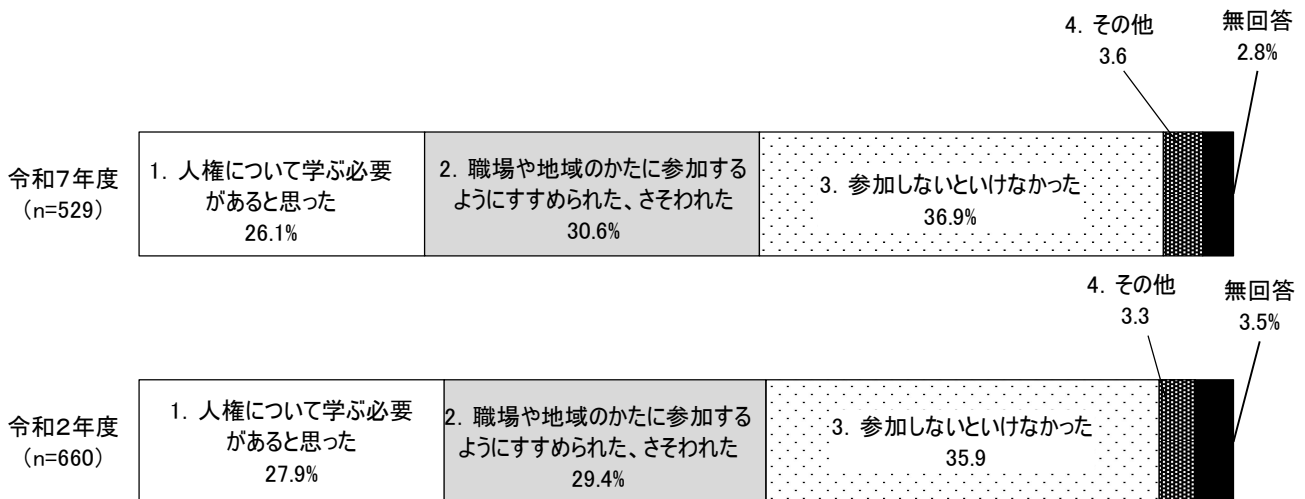 4. その他
3.6
無回答
2.8%
令和7年度
(n=529)
1. 人権について学ぶ必要
があると思った
26.1%
2. 職場や地域のかたに参加する
ようにすすめられた、さそわれた
30.6%
3. 参加しないといけなかった
36.9%
4. その他
3.3
無回答
3.5%
令和2年度
(n=660)
1. 人権について学ぶ必要
があると思った
27.9%
2. 職場や地域のかたに参加する
ようにすすめられた、さそわれた
29.4%
3. 参加しないといけなかった
35.9